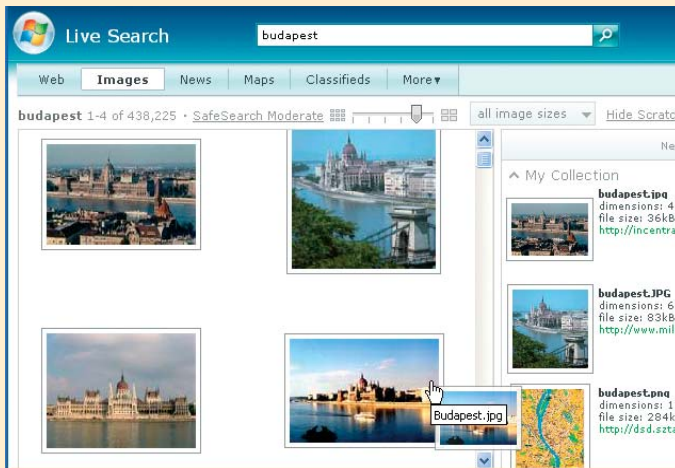 Live Search
budapest
Web Images News Maps Classifieds More▾
budapest 1-4 of 438,225 · SafeSearch Moderate
all image sizes
Hide Scratc
Ne
My Collection
budapest.jpg
dimensions: 4
file size: 36kB
http://incentra
budapest.JPG
dimensions: 6
file size: 83kB
http://www.mil
budapest.png
dimensions: 1
file size: 284k
http://dsd.szta
Budapest.jpg